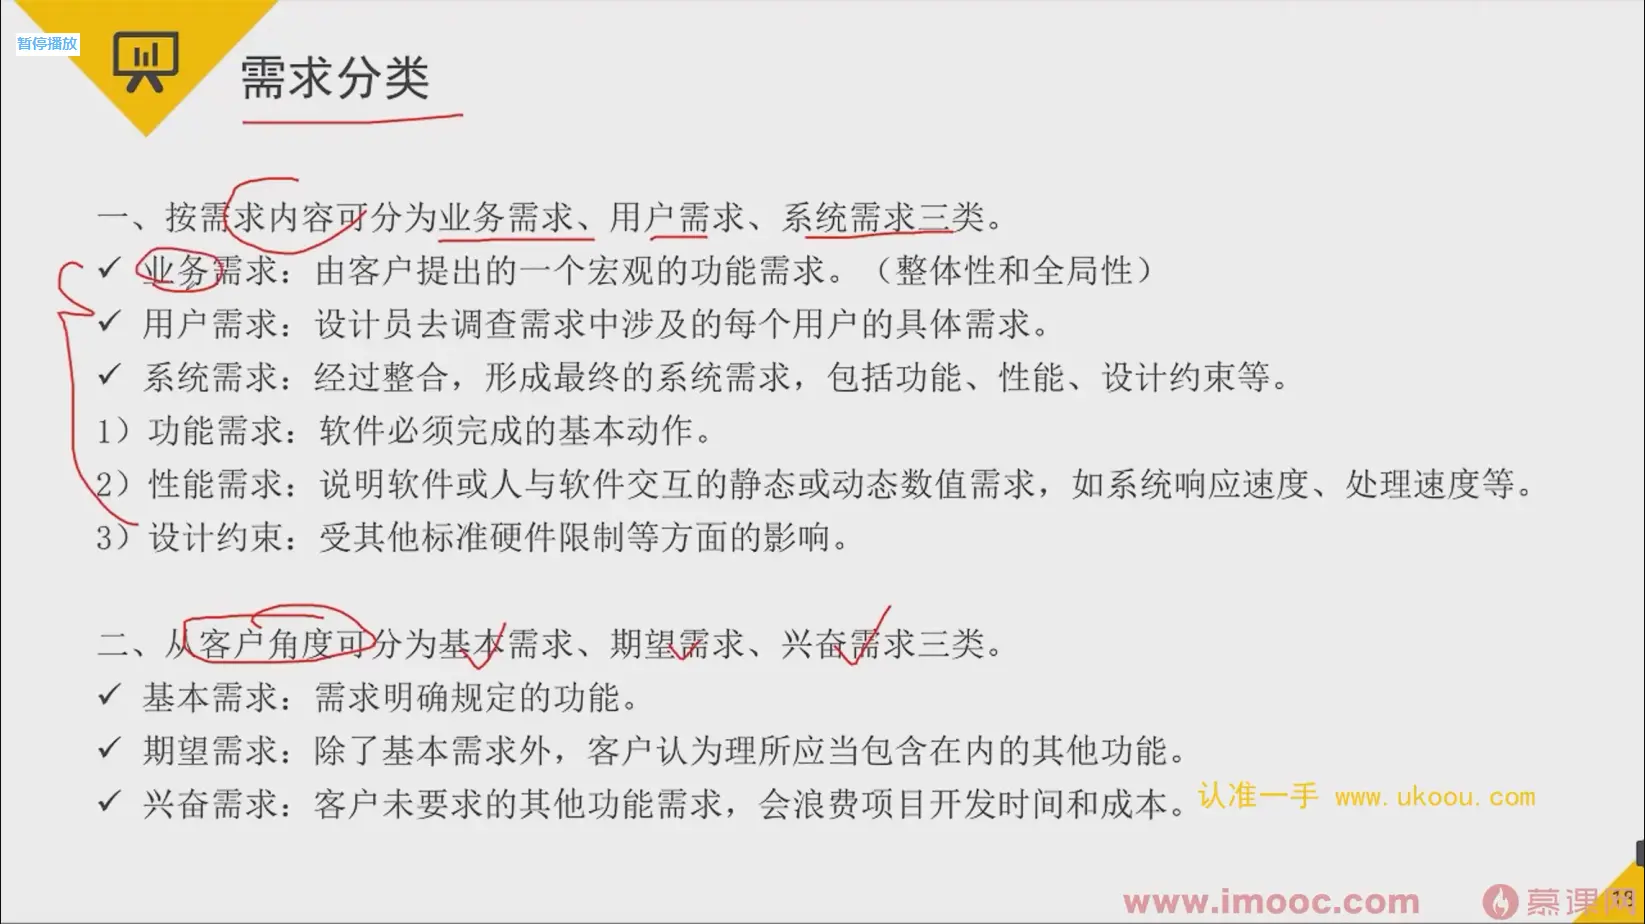 暂停播放
需求分类
一、按需求内容可分为业务需求、用户需求、系统需求三类。
✓ 业务需求：由客户提出的一个宏观的功能需求。（整体性和全局性）
✓ 用户需求：设计员去调查需求中涉及的每个用户的具体需求。
✓ 系统需求：经过整合，形成最终的系统需求，包括功能、性能、设计约束等。
1）功能需求：软件必须完成的基本动作。
2）性能需求：说明软件或人与软件交互的静态或动态数值需求，如系统响应速度、处理速度等。
3）设计约束：受其他标准硬件限制等方面的影响。
二、从客户角度可分为基本需求、期望需求、兴奋需求三类。
✓ 基本需求：需求明确规定的功能。
✓ 期望需求：除了基本需求外，客户认为理所应当包含在内的其他功能。
✓ 兴奋需求：客户未要求的其他功能需求，会浪费项目开发时间和成本。
认准一手 www.ukoou.com
www.imooc.com 慕课网